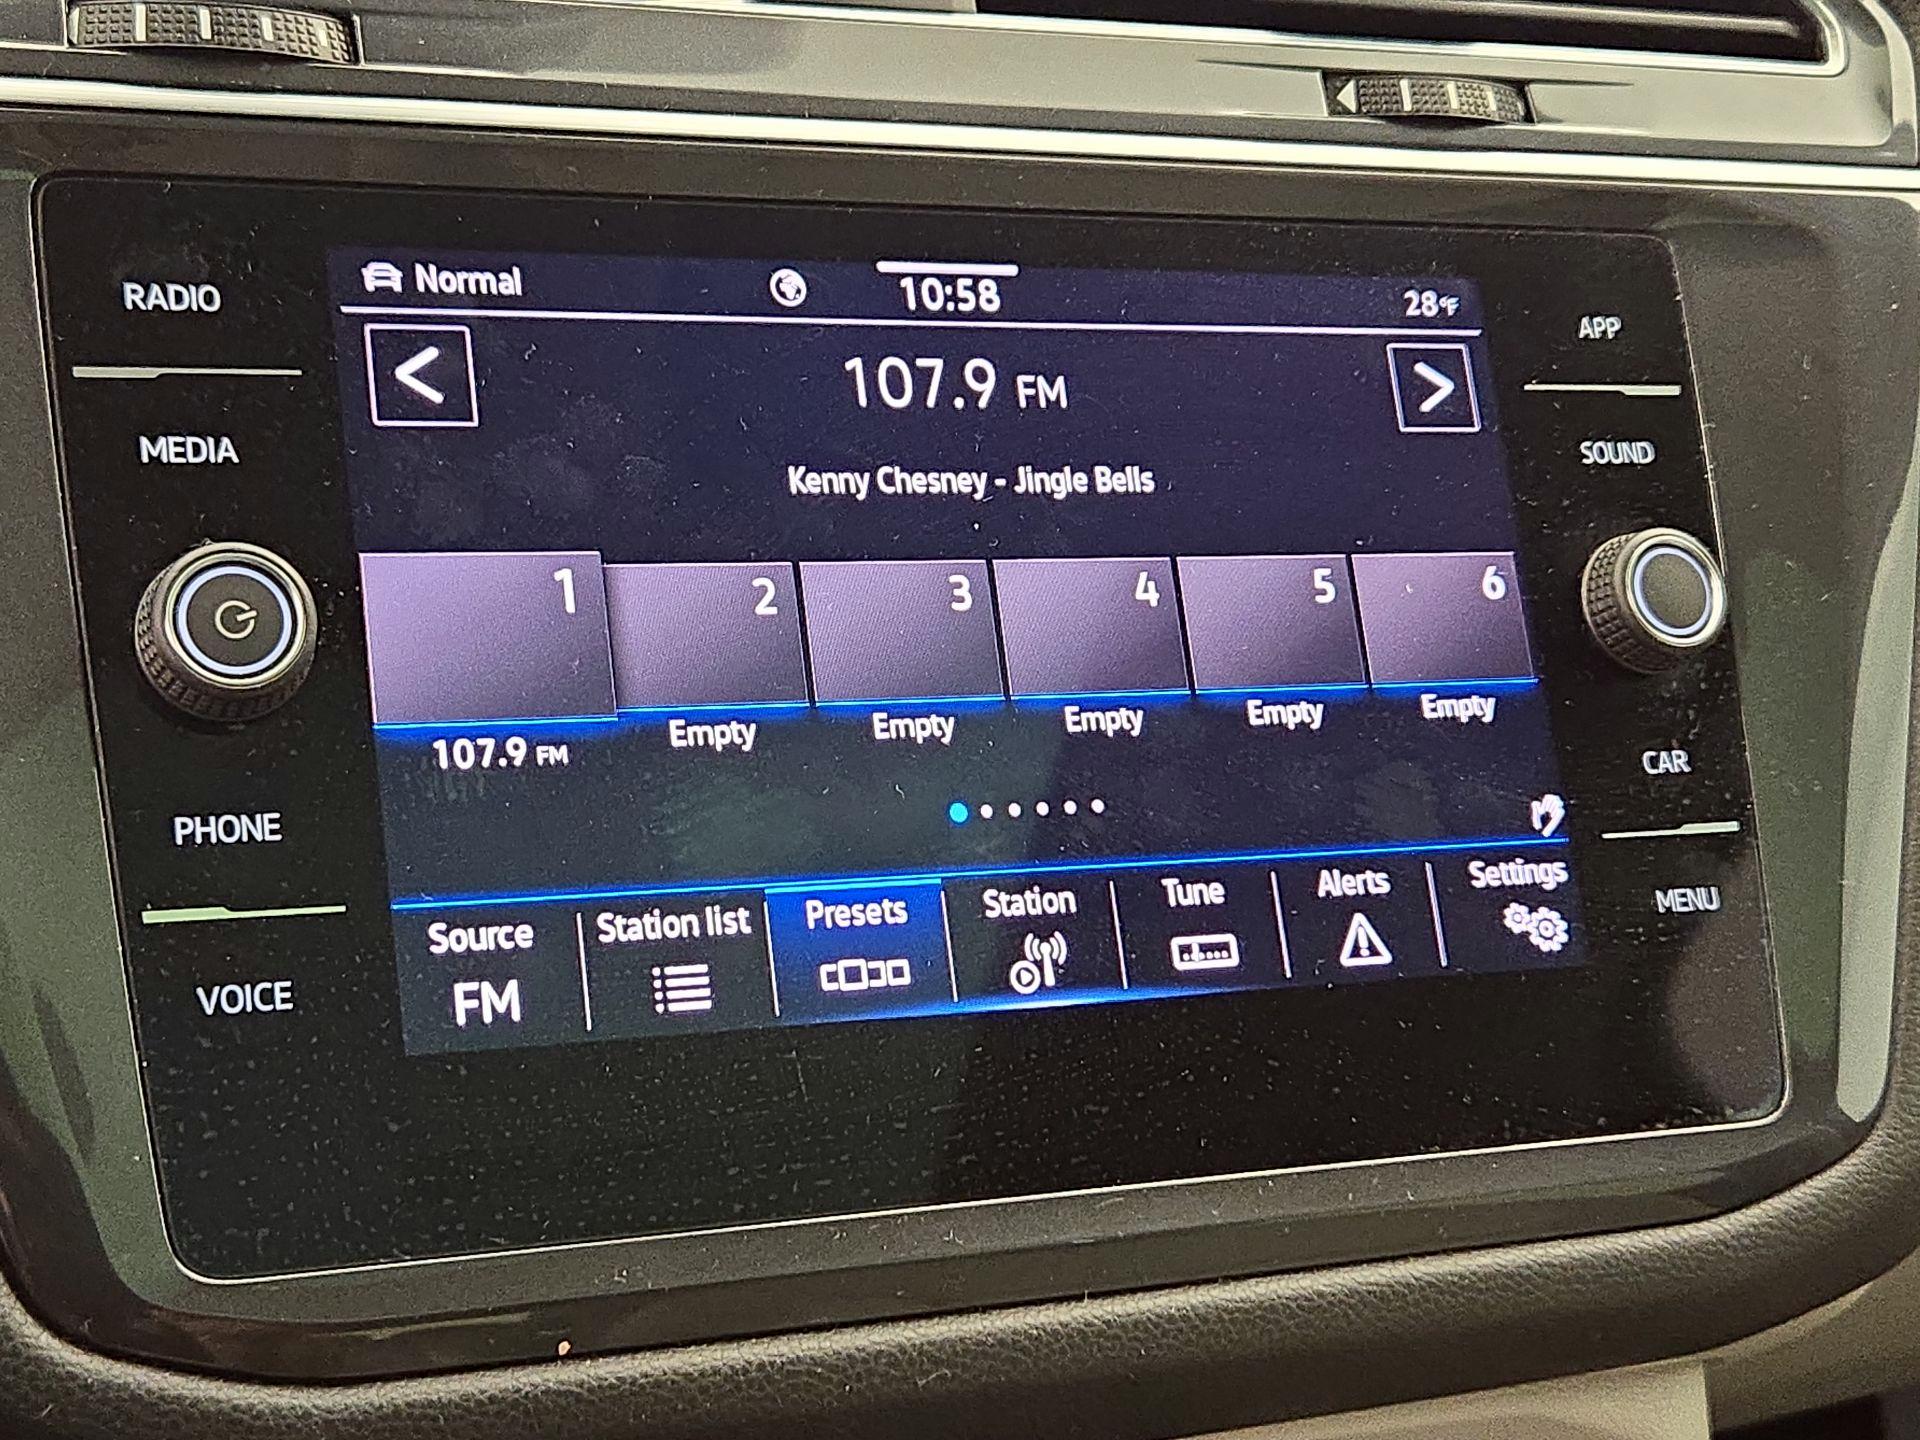 RADIO
MEDIA
PHONE
VOICE
Normal
10:58
28°F
107.9 FM
Kenny Chesney - Jingle Bells
1
2
3
4
5
6
107.9 FM
Empty
Empty
Empty
Empty
Empty
Source
FM
Station list
Presets
Station
Tune
Alerts
Settings
APP
SOUND
CAR
MENU